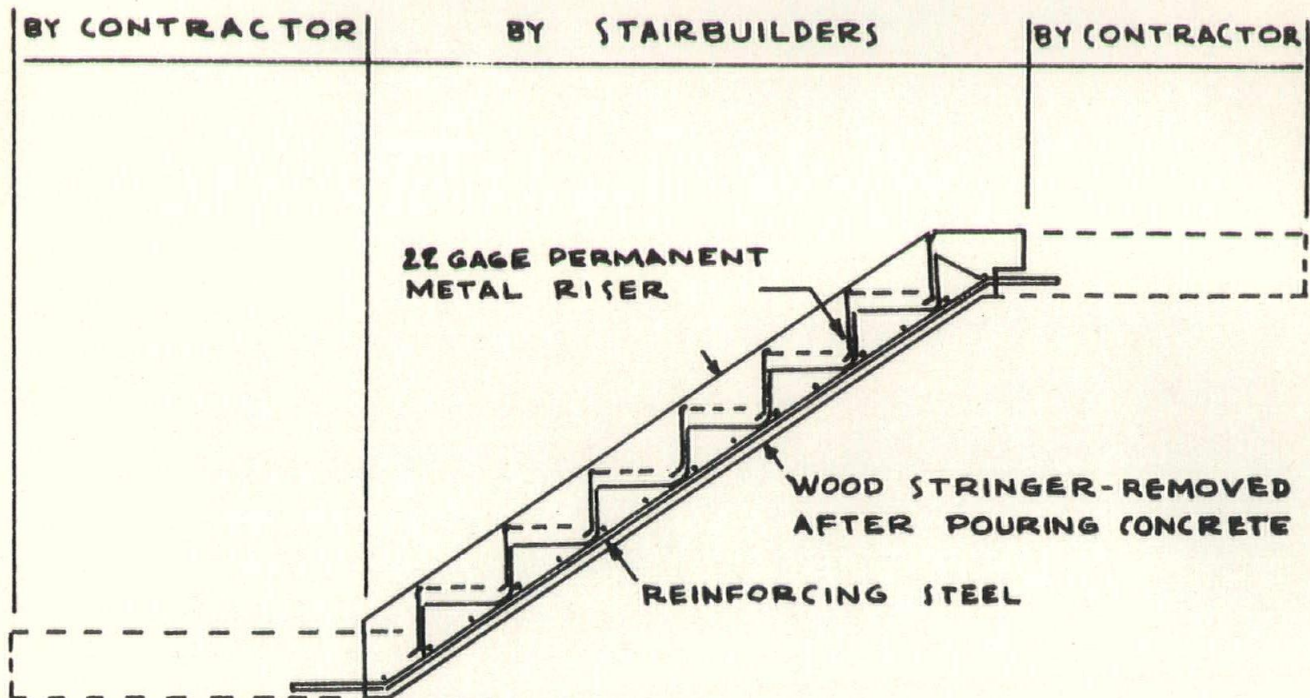 BY CONTRACTOR
BY STAIRBUILDERS
BY CONTRACTOR
22 GAGE PERMANENT
METAL RISER
WOOD STRINGER-REMOVED
AFTER POURING CONCRETE
REINFORCING STEEL